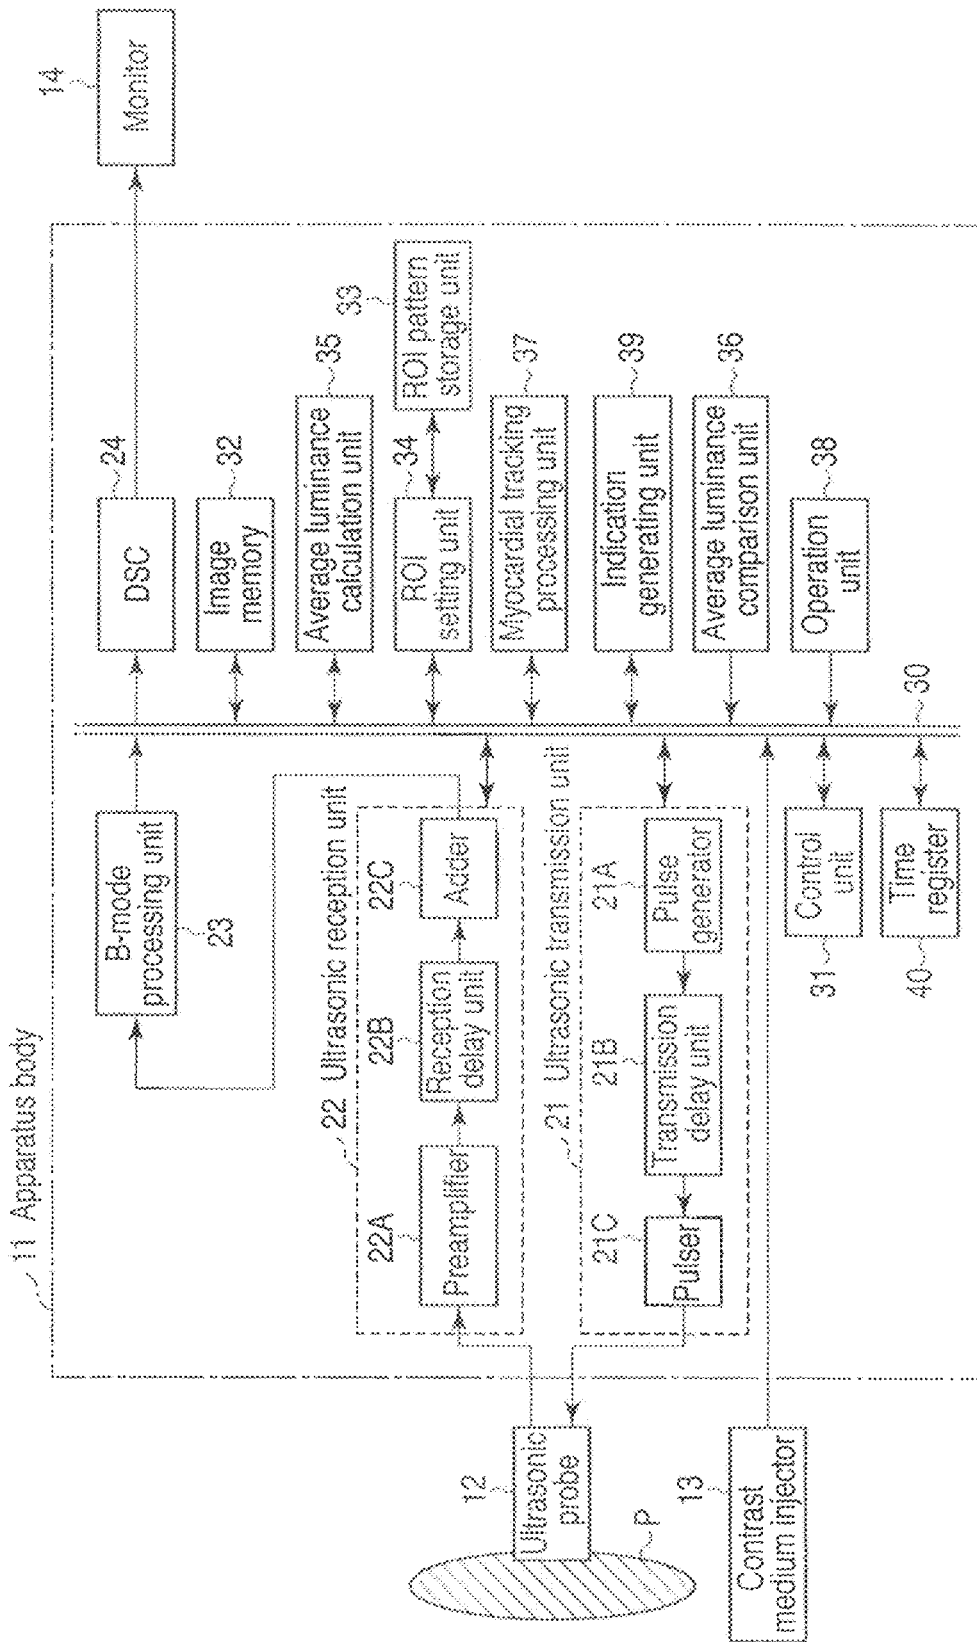 11 Apparatus body
B-mode
processing unit
23
24
DSC
14
Monitor
32
Image
memory
22 Ultrasonic reception unit
22A
Preamplifier
22B
Reception
delay unit
22C
Adder
35
Average luminance
calculation unit
34
ROI
setting unit
33
ROI pattern
storage unit
12
Ultrasonic
probe
P
37
Myocardial tracking
processing unit
21 Ultrasonic transmission unit
21C
Pulser
21B
Transmission
delay unit
21A
Pulse
generator
39
Indication
generating unit
36
Average luminance
comparison unit
13
Contrast
medium injector
31
Control
unit
38
Operation
unit
40
Time
register
30